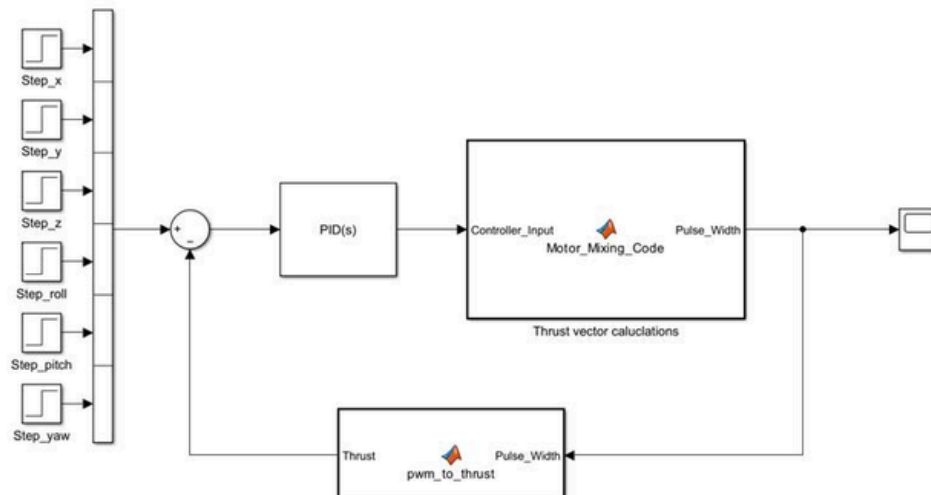 Step_x
Step_y
Step_z
Step_roll
Step_pitch
Step_yaw
+
−
PID(s)
Controller_Input
Motor_Mixing_Code
Pulse_Width
Thrust vector caluclations
Thrust
pwm_to_thrust
Pulse_Width